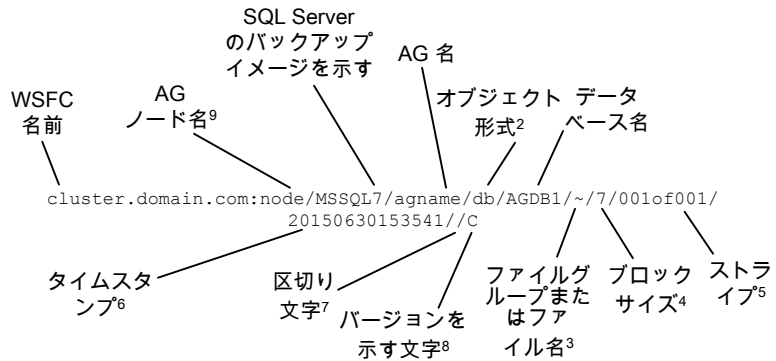 SQL Server
のバックアップ
イメージを示す
AG 名
WSFC
名前
AG
ノード名9
オブジェクト
形式2
データ
ベース名
cluster.domain.com:node/MSSQL7/agname/db/AGDB1/~/7/001of001/
20150630153541//C
タイムスタ
ンプ6
区切り
文字7
バージョンを
示す文字8
ファイルグ
ループまた
はファ
イル名3
ブロック
サイズ4
ストラ
イプ5